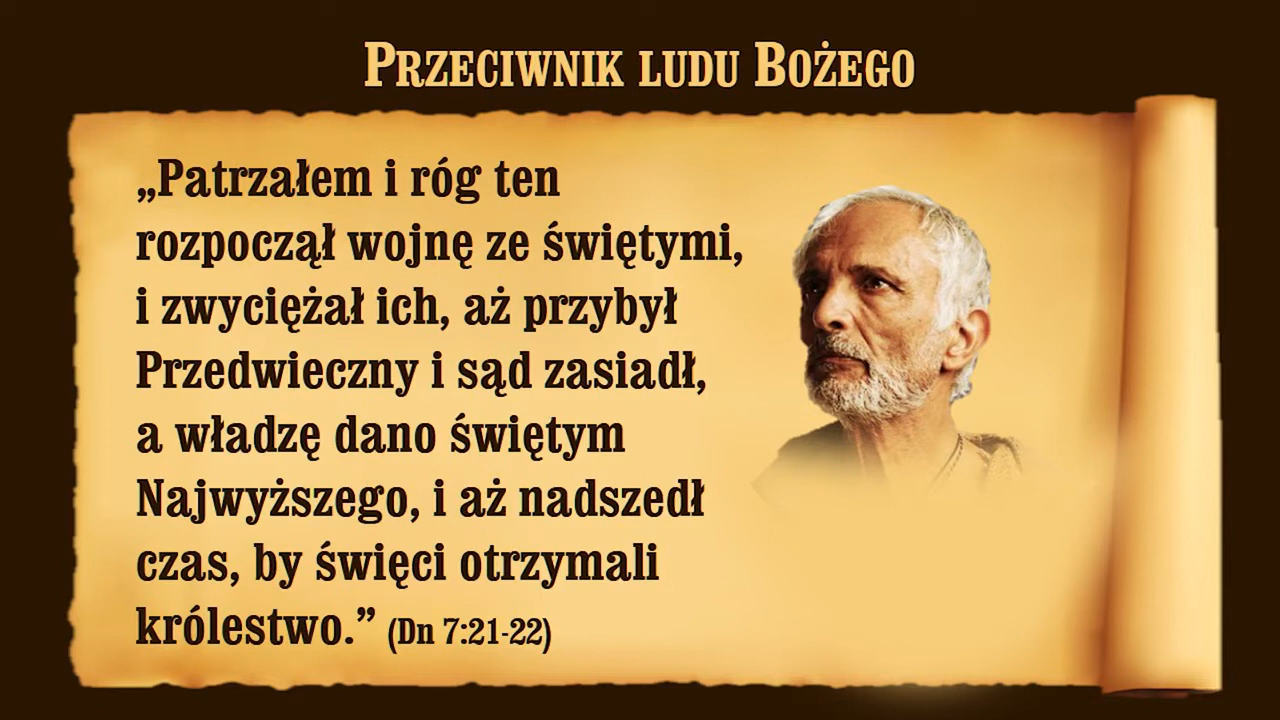 Przeciwnik ludu Bożego
„Patrzałem i róg ten
rozpoczął wojnę ze świętymi,
i zwyciężał ich, aż przybył
Przedwieczny i sąd zasiadł,
a władzę dano świętym
Najwyższego, i aż nadszedł
czas, by święci otrzymali
królestwo.” (Dn 7:21-22)